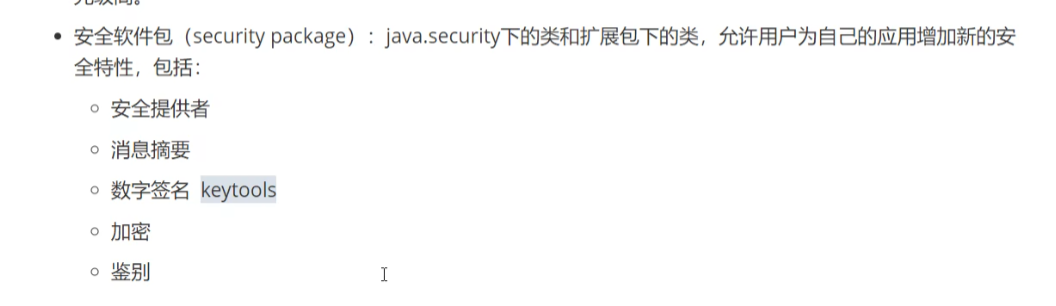 • 安全软件包（security package）：java.security下的类和扩展包下的类，允许用户为自己的应用增加新的安
全特性，包括：
○ 安全提供者
○ 消息摘要
○ 数字签名 keytools
○ 加密
○ 鉴别